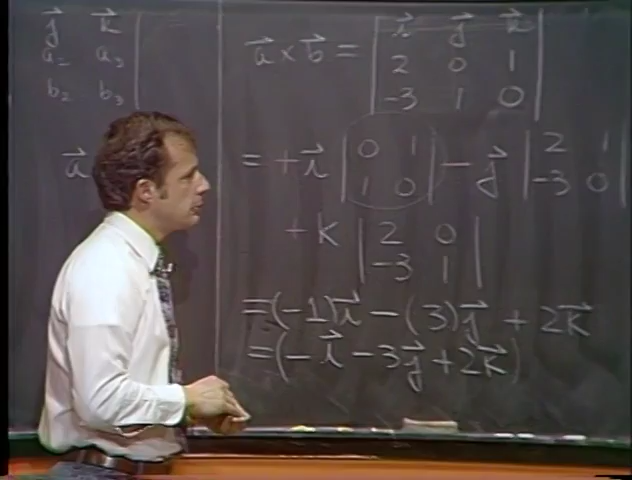 j⃗ k⃗
a₂ a₃
b₂ b₃
a⃗
a⃗ × b⃗ = | i⃗ j⃗ k⃗ |
| 2 0 1 |
| -3 1 0 |
= + i⃗ | 0 1 | - j⃗ | 2 1 |
| 1 0 | | -3 0 |
+ k | 2 0 |
| -3 1 |
= (-1) i⃗ - (3) j⃗ + 2k⃗
= (- i⃗ - 3j⃗ + 2k⃗)